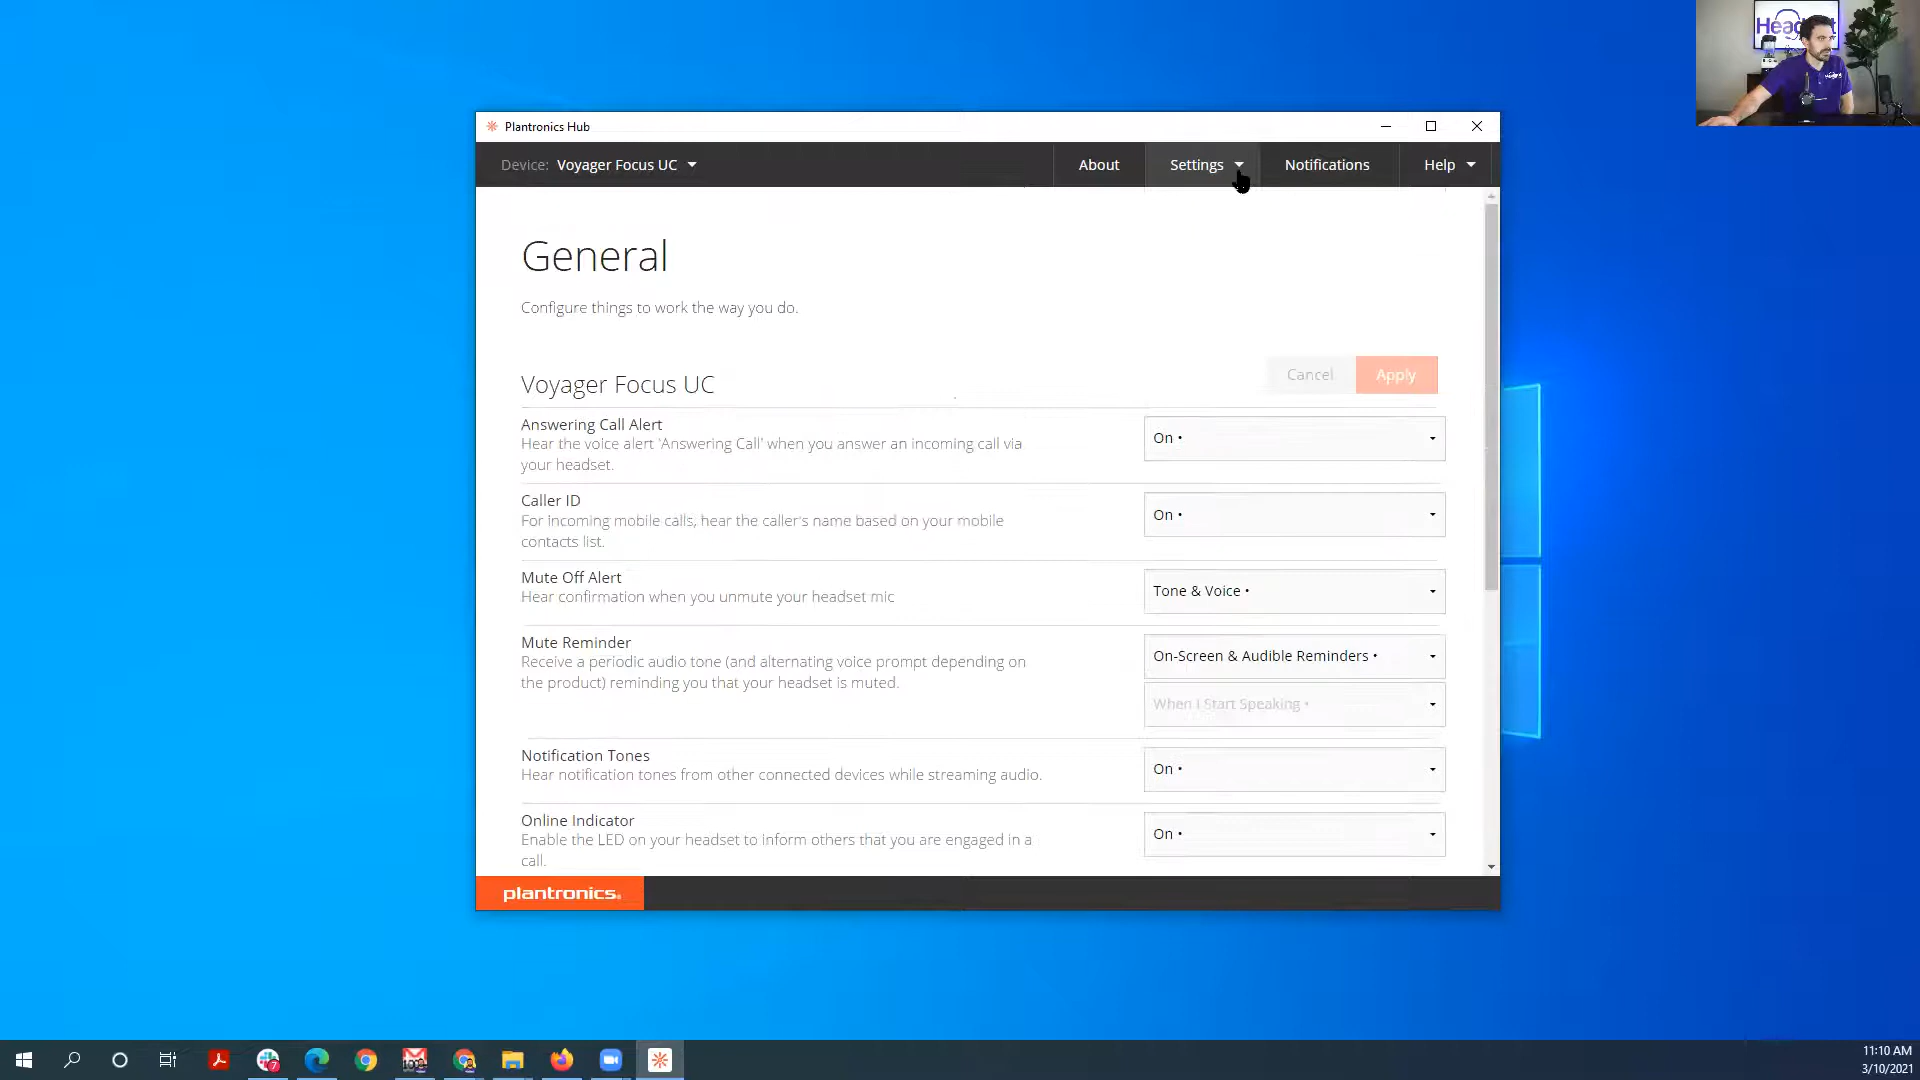 Plantronics Hub
Device: Voyager Focus UC
About
Settings
Notifications
Help
General
Configure things to work the way you do.
Voyager Focus UC
Cancel
Apply
Answering Call Alert
Hear the voice alert 'Answering Call' when you answer an incoming call via
your headset.
On •
Caller ID
For incoming mobile calls, hear the caller's name based on your mobile
contacts list.
On •
Mute Off Alert
Hear confirmation when you unmute your headset mic
Tone & Voice •
Mute Reminder
Receive a periodic audio tone (and alternating voice prompt depending on
the product) reminding you that your headset is muted.
On-Screen & Audible Reminders •
When I Start Speaking •
Notification Tones
Hear notification tones from other connected devices while streaming audio.
On •
Online Indicator
Enable the LED on your headset to inform others that you are engaged in a
call.
On •
plantronics
11:10 AM
3/10/2021